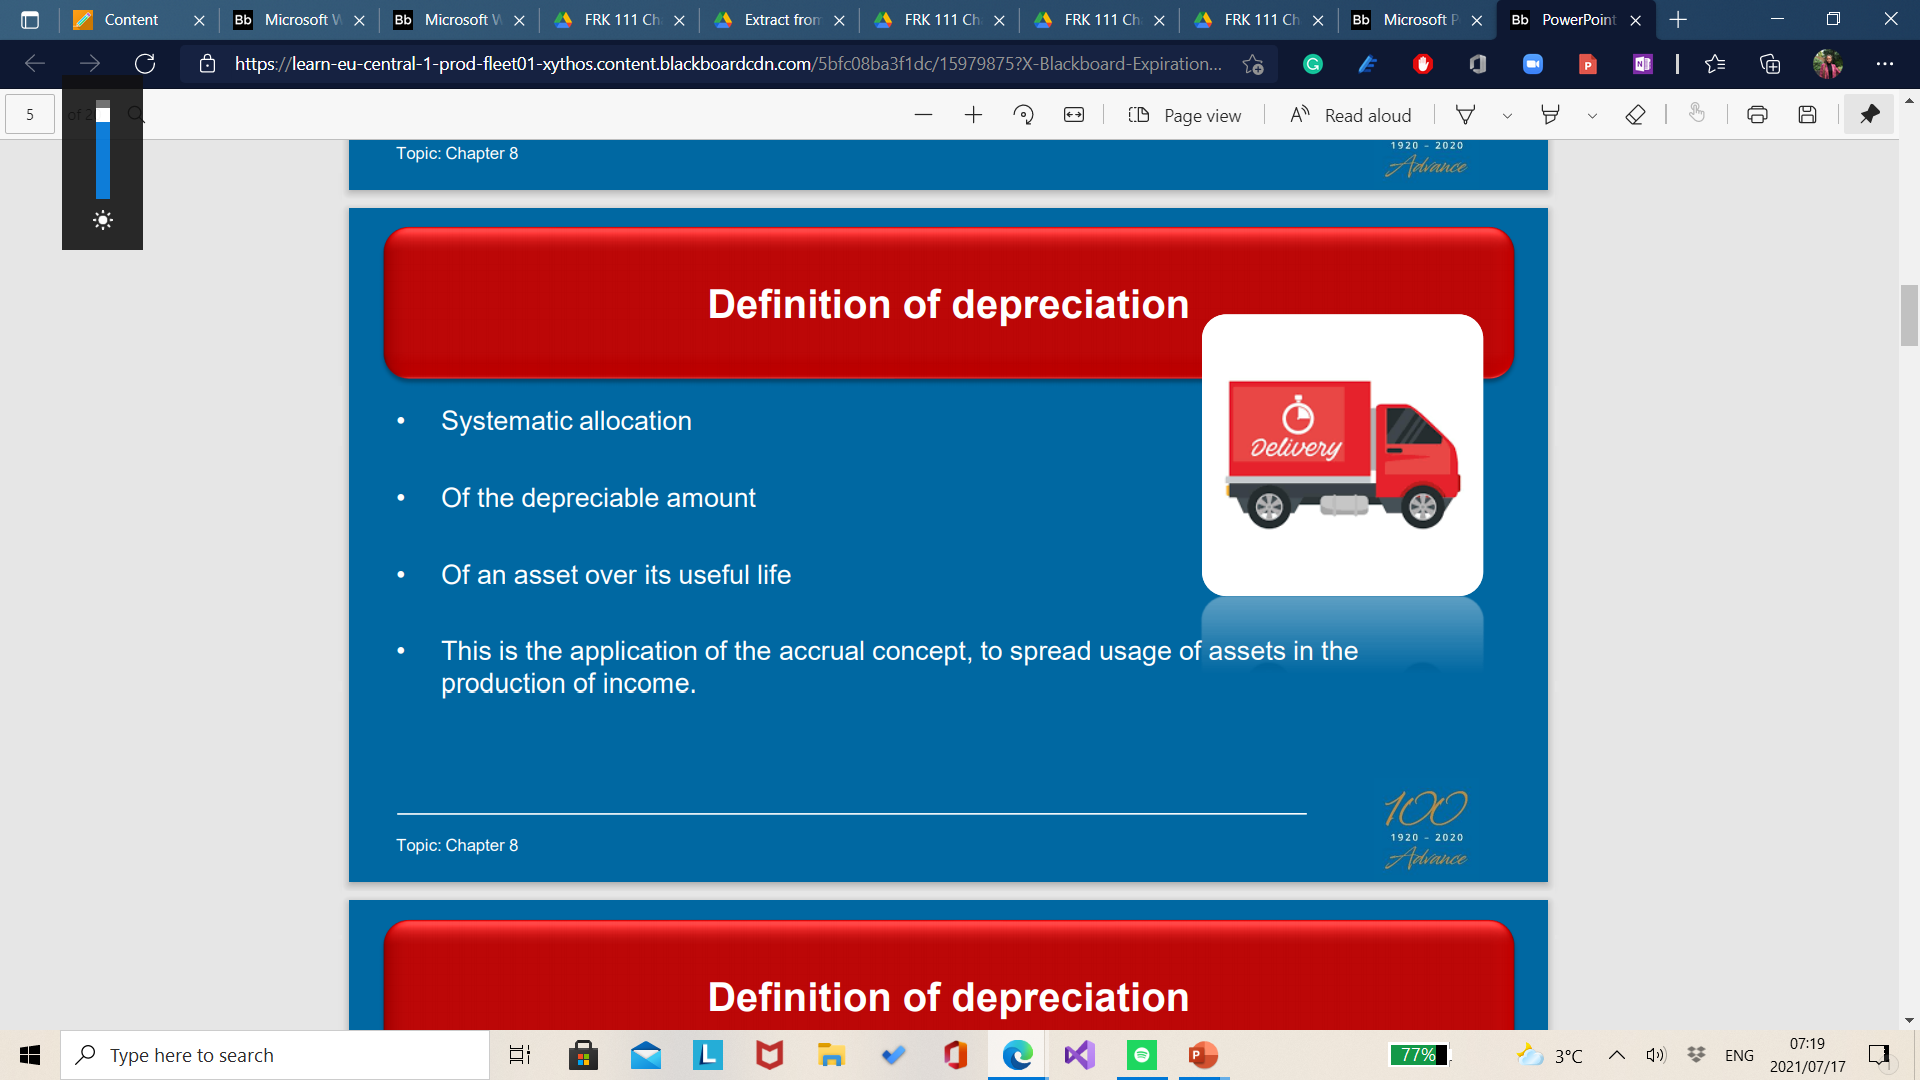 Content
Microsoft W
Microsoft W
FRK 111 Ch
Extract from
FRK 111 Ch
FRK 111 Ch
FRK 111 Ch
Microsoft P
PowerPoint
https://learn-eu-central-1-prod-fleet01-xythos.content.blackboardcdn.com/5bfc08ba3f1dc/15979875?X-Blackboard-Expiration...
5
Page view
Read aloud
Topic: Chapter 8
1920 - 2020
Advance
Definition of depreciation
Delivery
• Systematic allocation
• Of the depreciable amount
• Of an asset over its useful life
• This is the application of the accrual concept, to spread usage of assets in the
production of income.
100
1920 - 2020
Advance
Topic: Chapter 8
Definition of depreciation
Type here to search
77%
3°C
ENG
07:19
2021/07/17